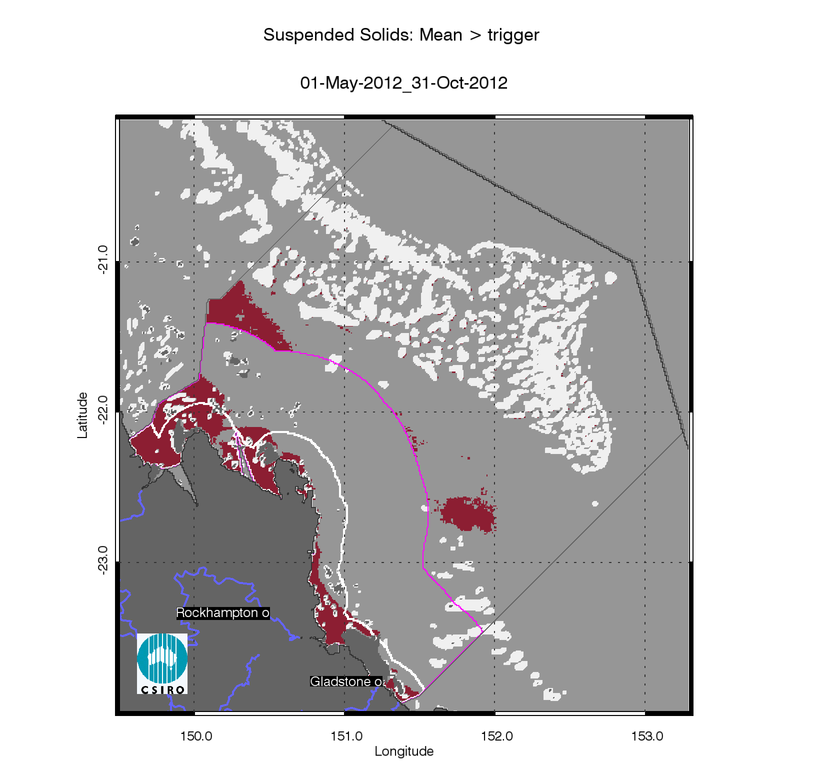 Suspended Solids: Mean > trigger
01-May-2012_31-Oct-2012
21.0
-22.0
-23.0
Latitude
Rockhampton o
Gladstone o
CSIRO
150.0 151.0 152.0 153.0
Longitude